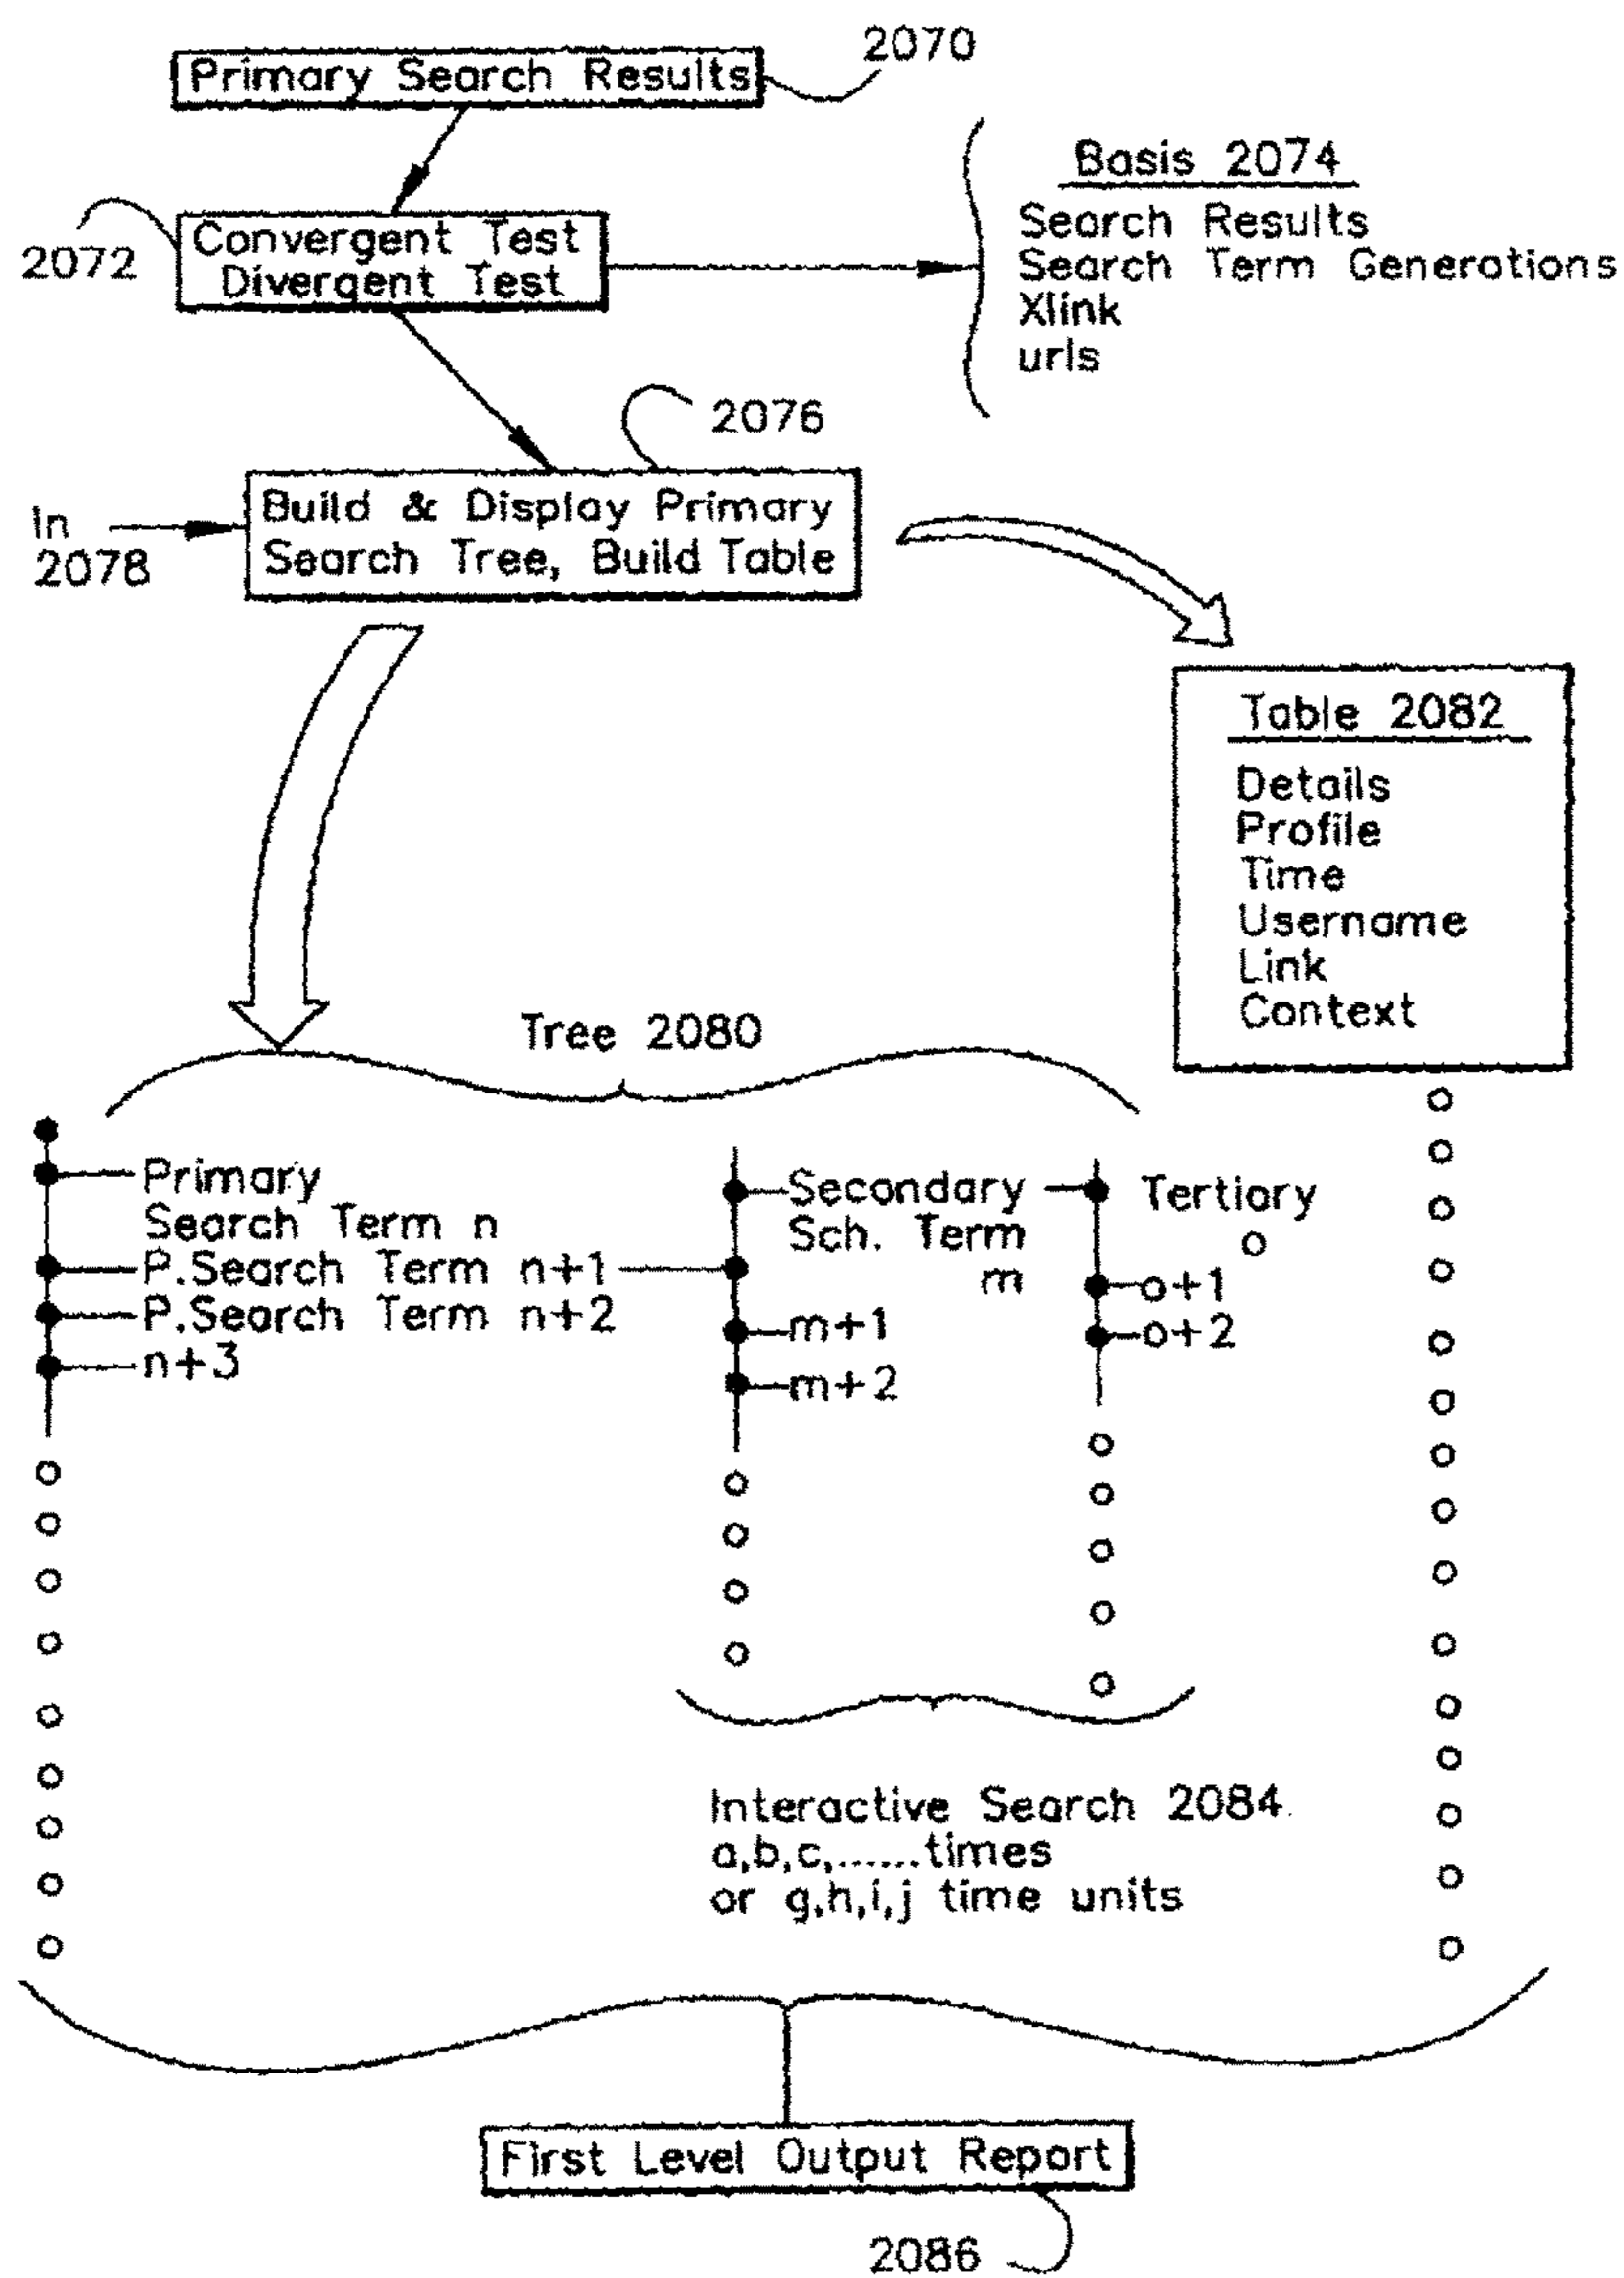 2070
Primary Search Results
Basis 2074
Search Results
Search Term Generations
Xlink
urls
2072
Convergent Test
Divergent Test
2076
In
2078
Build & Display Primary
Search Tree, Build Table
Table 2082
Details
Profile
Time
Username
Link
Context
Tree 2080
Primary
Search Term n
P.Search Term n+1
P.Search Term n+2
n+3
Secondary
Sch. Term
m
m+1
m+2
Tertiary
o
o+1
o+2
Interactive Search 2084
a,b,c,......times
or g,h,i,j time units
First Level Output Report
2086